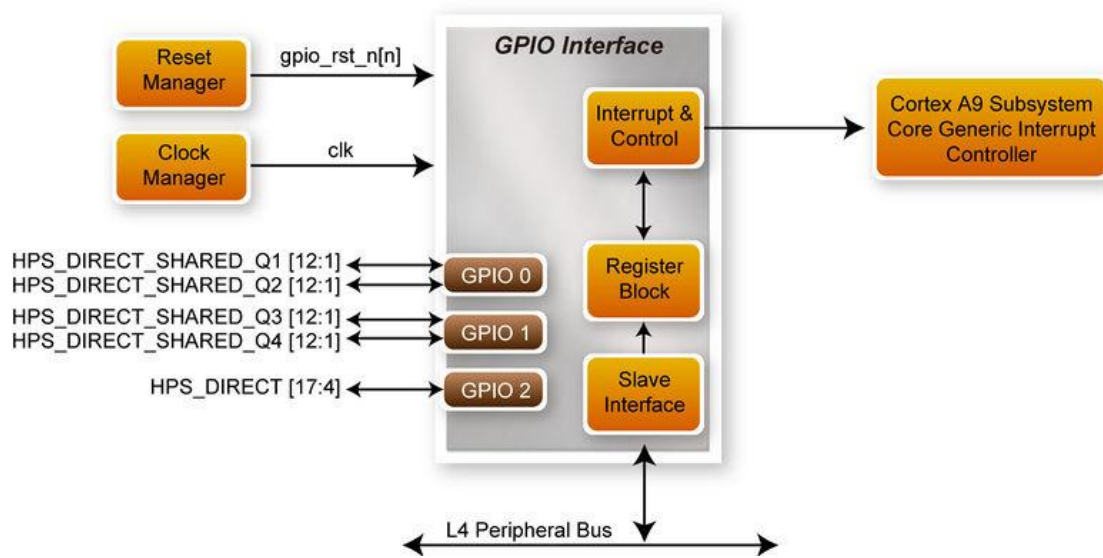 GPIO Interface
Reset
Manager
gpio_rst_n[n]
Clock
Manager
clk
Interrupt &
Control
Cortex A9 Subsystem
Core Generic Interrupt
Controller
HPS_DIRECT_SHARED_Q1 [12:1]
HPS_DIRECT_SHARED_Q2 [12:1]
GPIO 0
HPS_DIRECT_SHARED_Q3 [12:1]
HPS_DIRECT_SHARED_Q4 [12:1]
GPIO 1
HPS_DIRECT [17:4]
GPIO 2
Register
Block
Slave
Interface
L4 Peripheral Bus